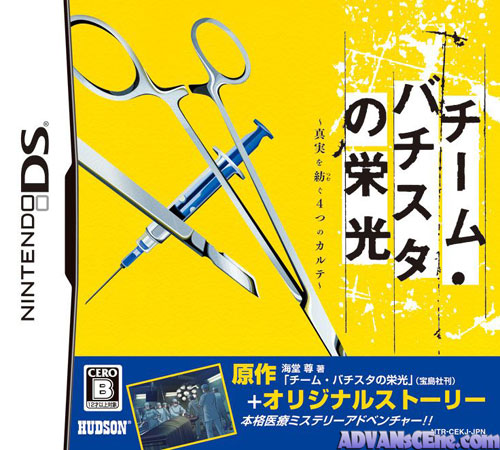 NINTENDO DS
チーム・
バチスタ
の栄光
～真実を紡ぐ4つのカルテ～
つむ
CERO
B
12才以上対象
HUDSON
原作 海堂 尊 著
「チーム・バチスタの栄光」(宝島社刊)
+オリジナルストーリー
本格医療ミステリーアドベンチャー!!
NTR-CEKJ-JPN
ADVANsCEne.com